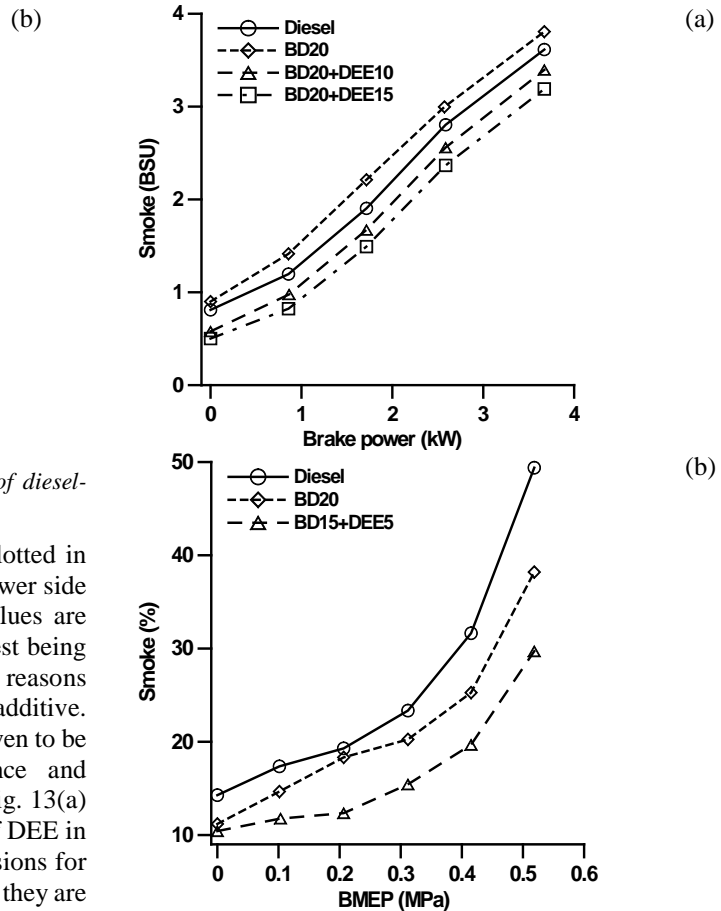 (b)
(a)
Diesel
BD20
BD20+DEE10
BD20+DEE15
Smoke (BSU)
4
3
2
1
0
0 1 2 3 4
Brake power (kW)
of diesel-
lotted in
wer side
lues are
est being
reasons
additive.
ven to be
nce and
ig. 13(a)
f DEE in
sions for
they are
(b)
Diesel
BD20
BD15+DEE5
Smoke (%)
50
40
30
20
10
0 0.1 0.2 0.3 0.4 0.5 0.6
BMEP (MPa)